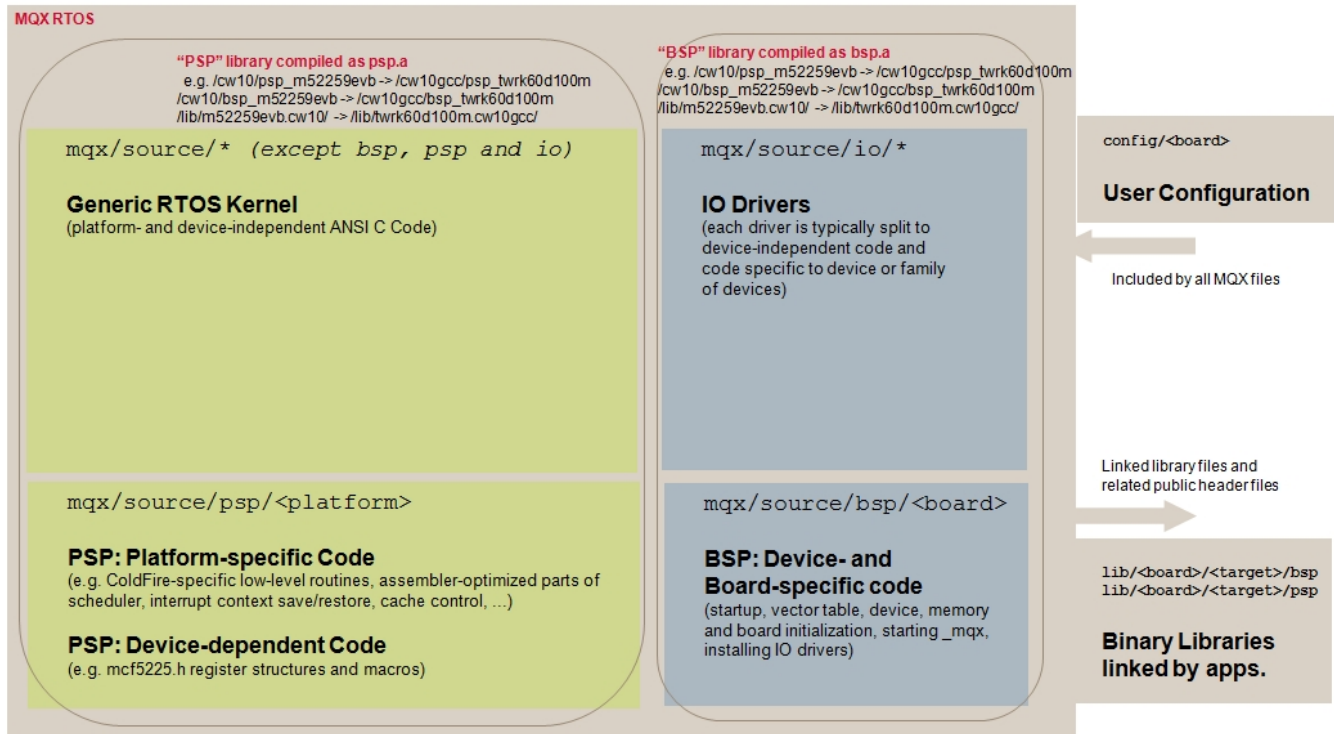 MQX RTOS
“PSP” library compiled as psp.a
e.g. /cw10/psp_m52259evb -> /cw10gcc/psp_twrk60d100m
/cw10/bsp_m52259evb -> /cw10gcc/bsp_twrk60d100m
/lib/m52259evb.cw10/ -> /lib/twrk60d100m.cw10gcc/
mqx/source/* (except bsp, psp and io)
Generic RTOS Kernel
(platform- and device-independent ANSI C Code)
mqx/source/psp/<platform>
PSP: Platform-specific Code
(e.g. ColdFire-specific low-level routines, assembler-optimized parts of
scheduler, interrupt context save/restore, cache control, ...)
PSP: Device-dependent Code
(e.g. mcf5225.h register structures and macros)
“BSP” library compiled as bsp.a
e.g. /cw10/psp_m52259evb -> /cw10gcc/psp_twrk60d100m
/cw10/bsp_m52259evb -> /cw10gcc/bsp_twrk60d100m
/lib/m52259evb.cw10/ -> /lib/twrk60d100m.cw10gcc/
mqx/source/io/*
IO Drivers
(each driver is typically split to
device-independent code and
code specific to device or family
of devices)
mqx/source/bsp/<board>
BSP: Device- and
Board-specific code
(startup, vector table, device, memory
and board initialization, starting _mqx,
installing IO drivers)
config/<board>
User Configuration
Included by all MQX files
Linked library files and
related public header files
lib/<board>/<target>/bsp
lib/<board>/<target>/psp
Binary Libraries
linked by apps.